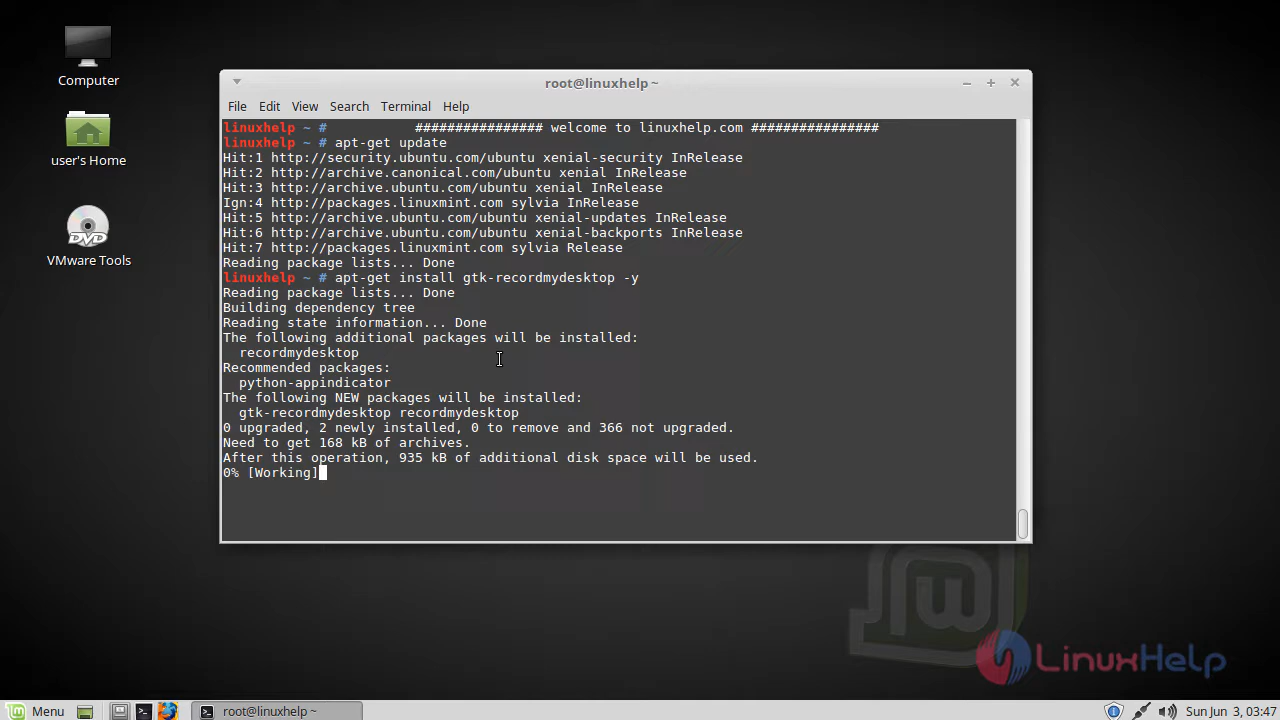 Computer
user's Home
DVD
VMware Tools
root@linuxhelp ~
File Edit View Search Terminal Help
linuxhelp ~ # ################ welcome to linuxhelp.com ################
linuxhelp ~ # apt-get update
Hit:1 http://security.ubuntu.com/ubuntu xenial-security InRelease
Hit:2 http://archive.canonical.com/ubuntu xenial InRelease
Hit:3 http://archive.ubuntu.com/ubuntu xenial InRelease
Ign:4 http://packages.linuxmint.com sylvia InRelease
Hit:5 http://archive.ubuntu.com/ubuntu xenial-updates InRelease
Hit:6 http://archive.ubuntu.com/ubuntu xenial-backports InRelease
Hit:7 http://packages.linuxmint.com sylvia Release
Reading package lists... Done
linuxhelp ~ # apt-get install gtk-recordmydesktop -y
Reading package lists... Done
Building dependency tree
Reading state information... Done
The following additional packages will be installed:
recordmydesktop
Recommended packages:
python-appindicator
The following NEW packages will be installed:
gtk-recordmydesktop recordmydesktop
0 upgraded, 2 newly installed, 0 to remove and 366 not upgraded.
Need to get 168 kB of archives.
After this operation, 935 kB of additional disk space will be used.
0% [Working]
LinuxHelp
Menu
root@linuxhelp ~
Sun Jun 3, 03:47